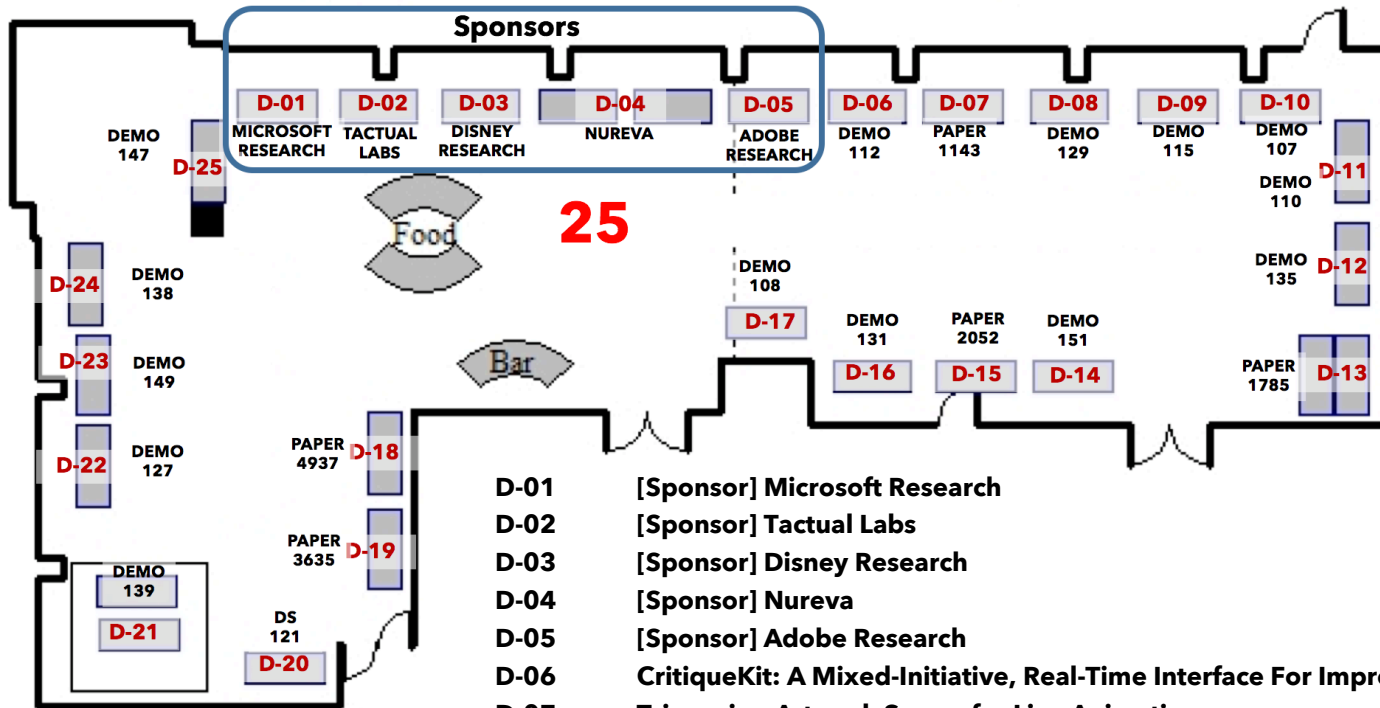 Sponsors
D-01
D-02
D-03
D-04
D-05
D-06
D-07
D-08
D-09
D-10
MICROSOFT
RESEARCH
TACTUAL
LABS
DISNEY
RESEARCH
NUREVA
ADOBE
RESEARCH
DEMO
112
PAPER
1143
DEMO
129
DEMO
115
DEMO
107
DEMO
147
D-25
D-11
DEMO
110
25
Food
D-24
DEMO
138
DEMO
135
D-12
DEMO
108
D-17
DEMO
131
PAPER
2052
DEMO
151
D-16
D-15
D-14
PAPER
1785
D-13
Bar
D-23
DEMO
149
D-22
DEMO
127
PAPER
4937
D-18
PAPER
3635
D-19
DEMO
139
D-21
DS
121
D-20
D-01 [Sponsor] Microsoft Research
D-02 [Sponsor] Tactual Labs
D-03 [Sponsor] Disney Research
D-04 [Sponsor] Nureva
D-05 [Sponsor] Adobe Research
D-06 CritiqueKit: A Mixed-Initiative, Real-Time Interface For